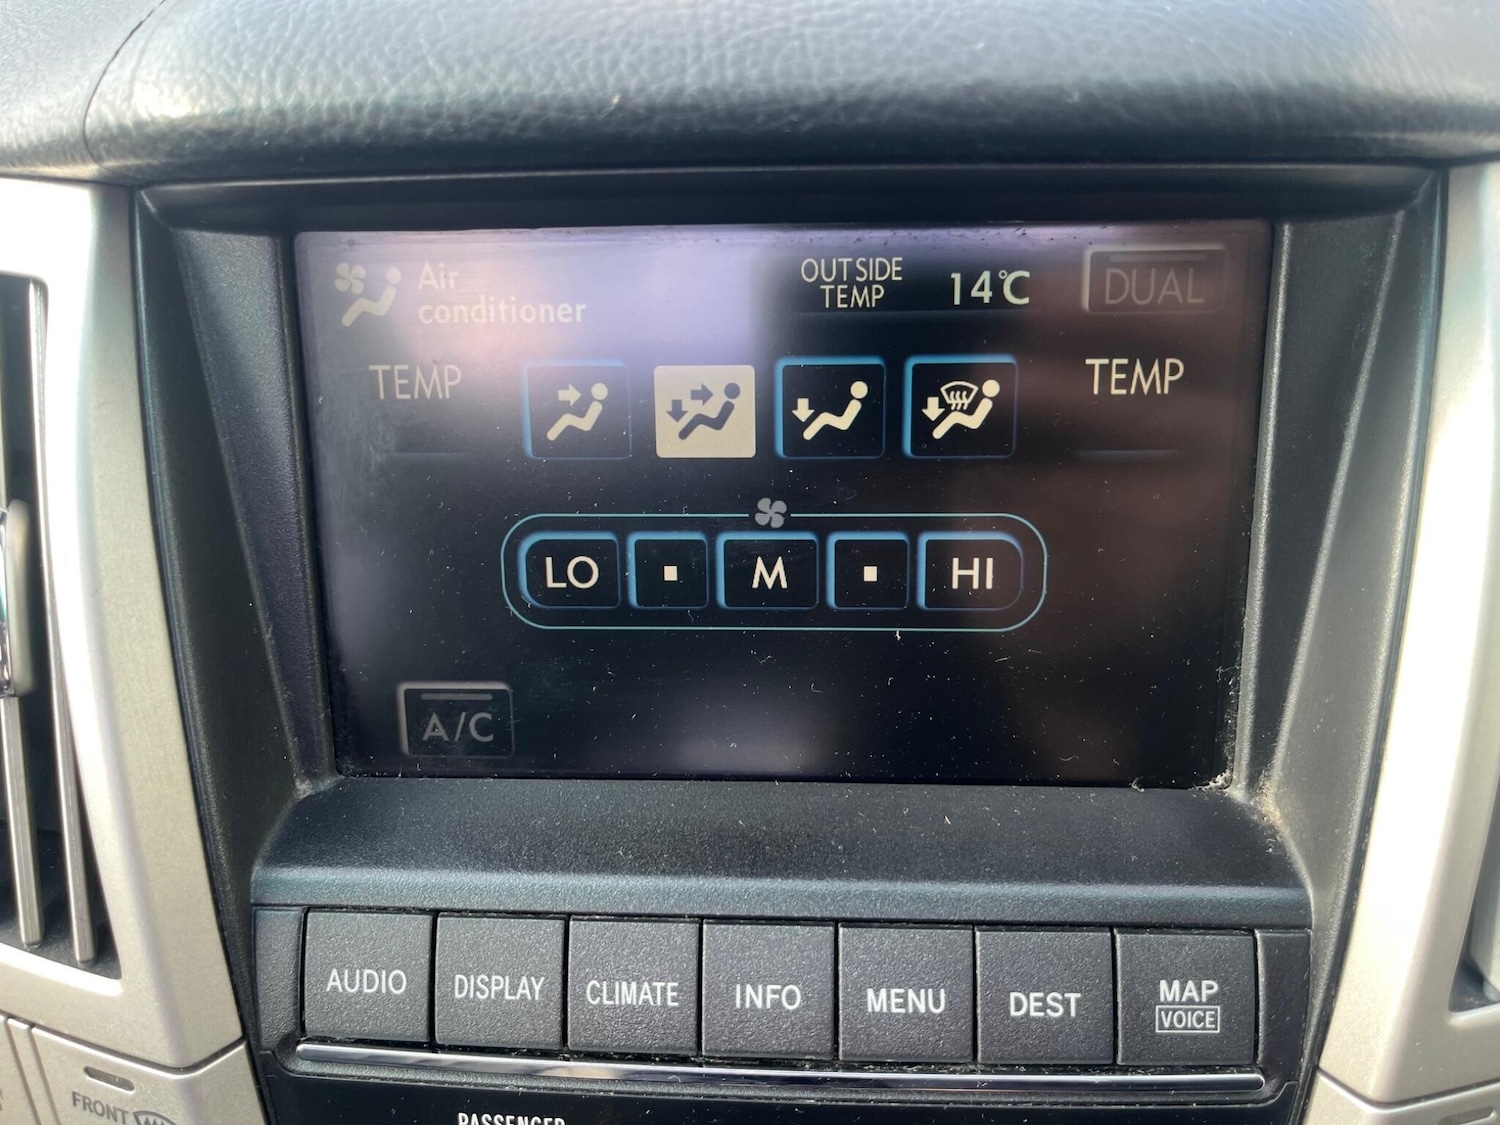 Air
conditioner
OUTSIDE
TEMP
14°C
DUAL
TEMP
TEMP
LO
M
HI
A/C
AUDIO
DISPLAY
CLIMATE
INFO
MENU
DEST
MAP
VOICE
FRONT
PASSENGER